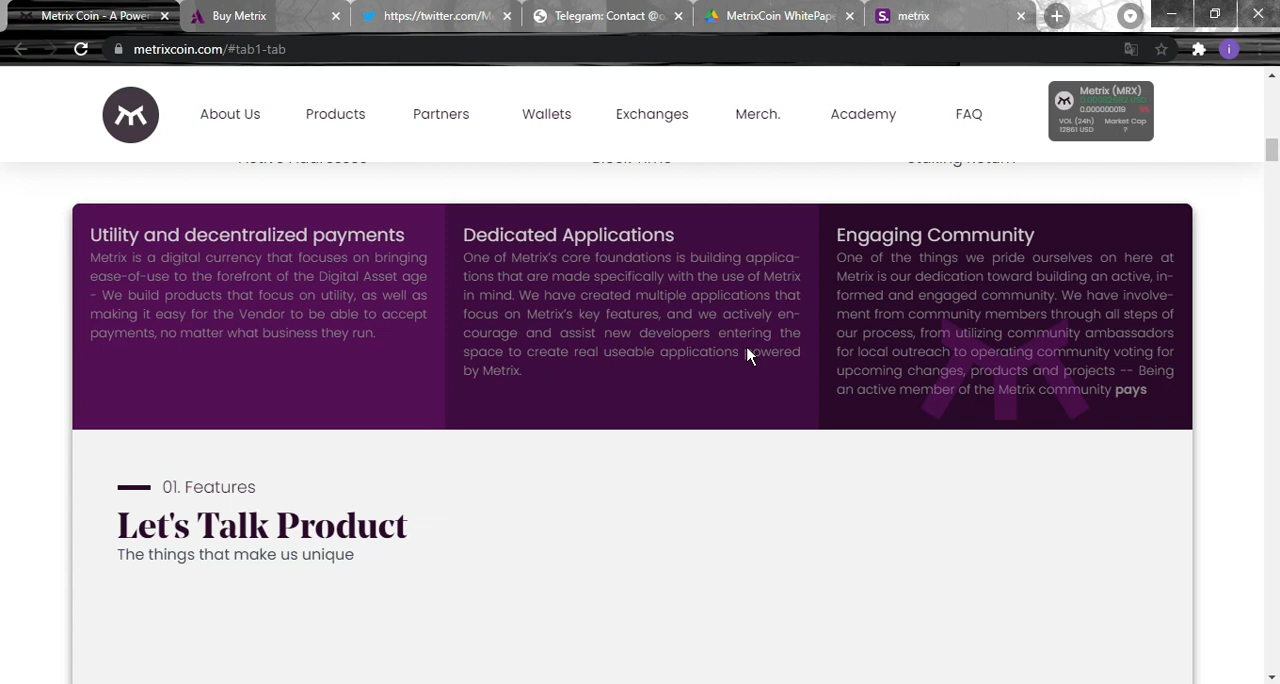 Metrix Coin - A Power
Buy Metrix
https://twitter.com/M
Telegram: Contact @
MetrixCoin WhitePape
S. metrix
metrixcoin.com/#tab1-tab
i
About Us
Products
Partners
Wallets
Exchanges
Merch.
Academy
FAQ
Metrix (MRX)
0.000000019
VOL (24h) Market Cap
12861 USD ?
Active Addresses
Block Time
Staking Return
Utility and decentralized payments
Metrix is a digital currency that focuses on bringing
ease-of-use to the forefront of the Digital Asset age
- We build products that focus on utility, as well as
making it easy for the Vendor to be able to accept
payments, no matter what business they run.
Dedicated Applications
One of Metrix's core foundations is building applica-
tions that are made specifically with the use of Metrix
in mind. We have created multiple applications that
focus on Metrix's key features, and we actively en-
courage and assist new developers entering the
space to create real useable applications powered
by Metrix.
Engaging Community
One of the things we pride ourselves on here at
Metrix is our dedication toward building an active, in-
formed and engaged community. We have involve-
ment from community members through all steps of
our process, from utilizing community ambassadors
for local outreach to operating community voting for
upcoming changes, products and projects -- Being
an active member of the Metrix community pays
01. Features
Let's Talk Product
The things that make us unique